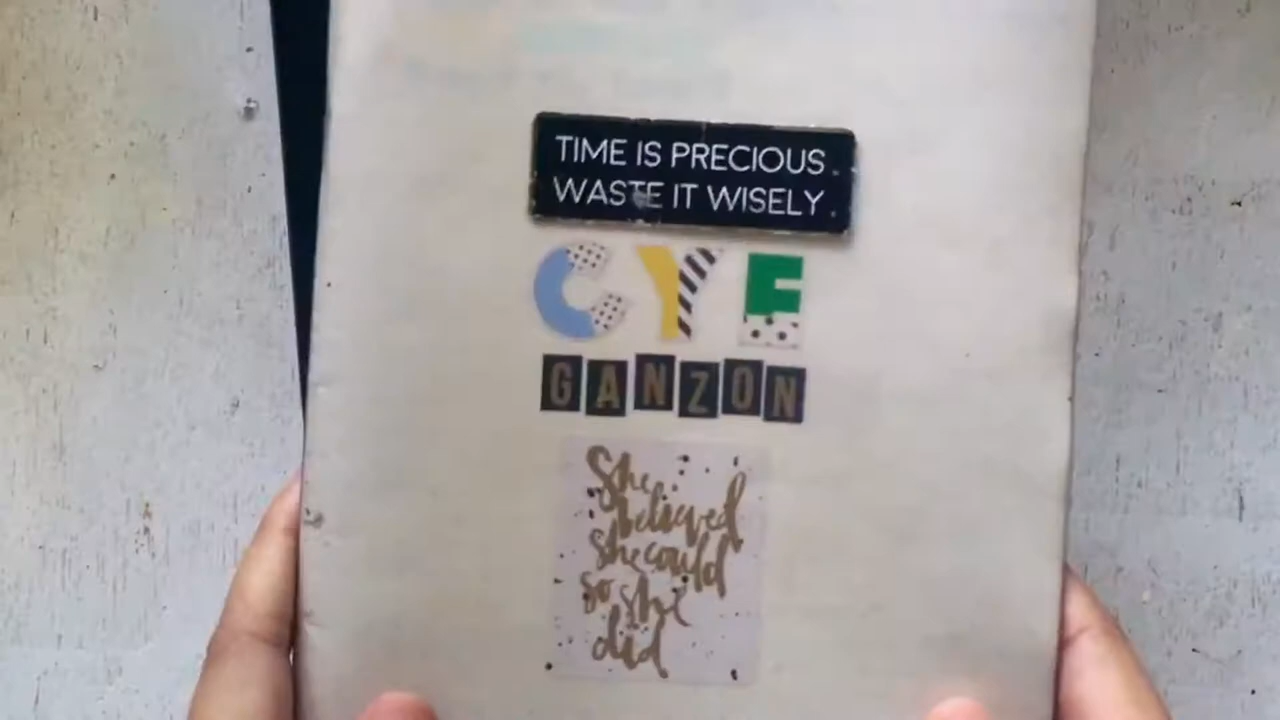 TIME IS PRECIOUS
WASTE IT WISELY
CYE
GANZON
She
believed
she could
so she
did